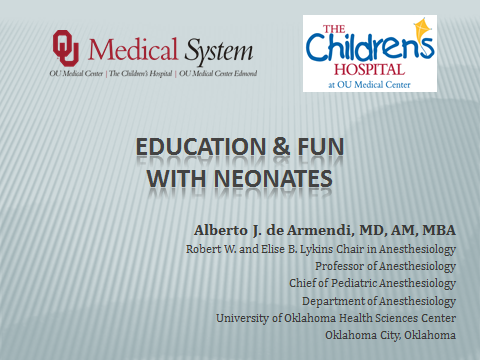 OU Medical System
OU Medical Center | The Children's Hospital | OU Medical Center Edmond
THE
Children's
HOSPITAL
at OU Medical Center
EDUCATION & FUN
WITH NEONATES
Alberto J. de Armendi, MD, AM, MBA
Robert W. and Elise B. Lykins Chair in Anesthesiology
Professor of Anesthesiology
Chief of Pediatric Anesthesiology
Department of Anesthesiology
University of Oklahoma Health Sciences Center
Oklahoma City, Oklahoma